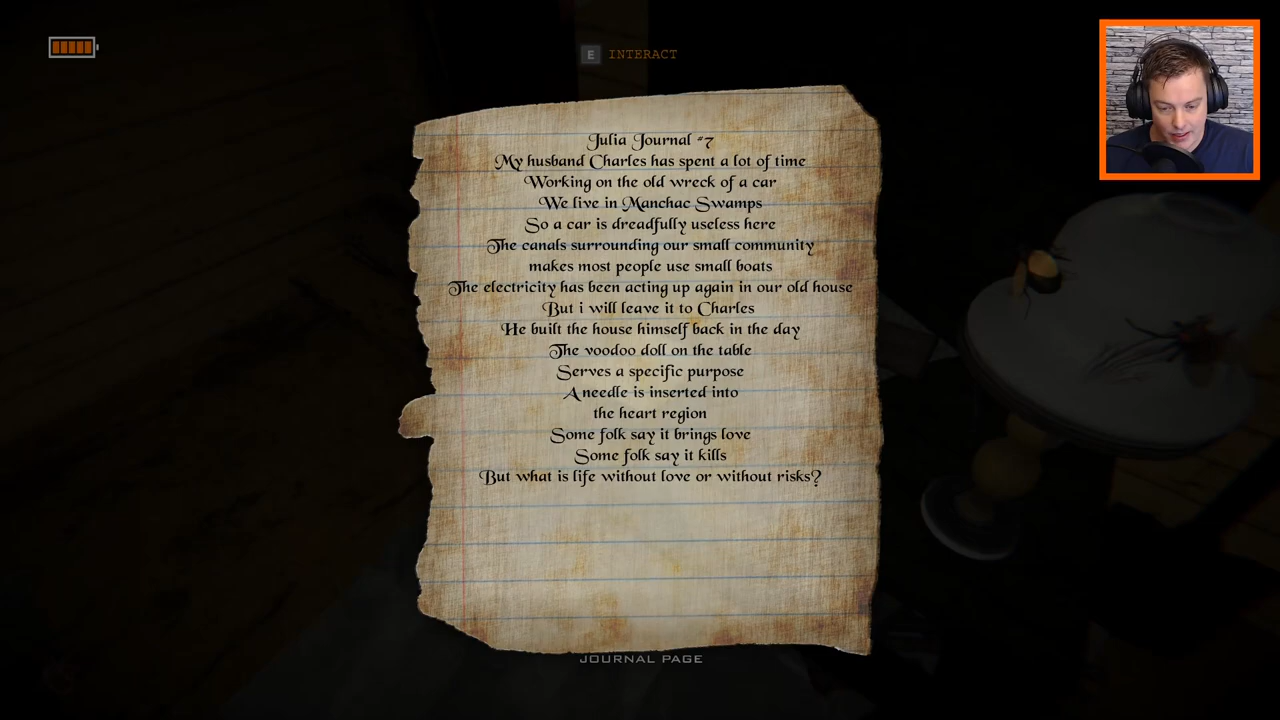 E INTERACT
Julia Journal #7
My husband Charles has spent a lot of time
Working on the old wreck of a car
We live in Manchac Swamps
So a car is dreadfully useless here
The canals surrounding our small community
makes most people use small boats
The electricity has been acting up again in our old house
But i will leave it to Charles
He built the house himself back in the day
The voodoo doll on the table
Serves a specific purpose
A needle is inserted into
the heart region
Some folk say it brings love
Some folk say it kills
But what is life without love or without risks?
JOURNAL PAGE